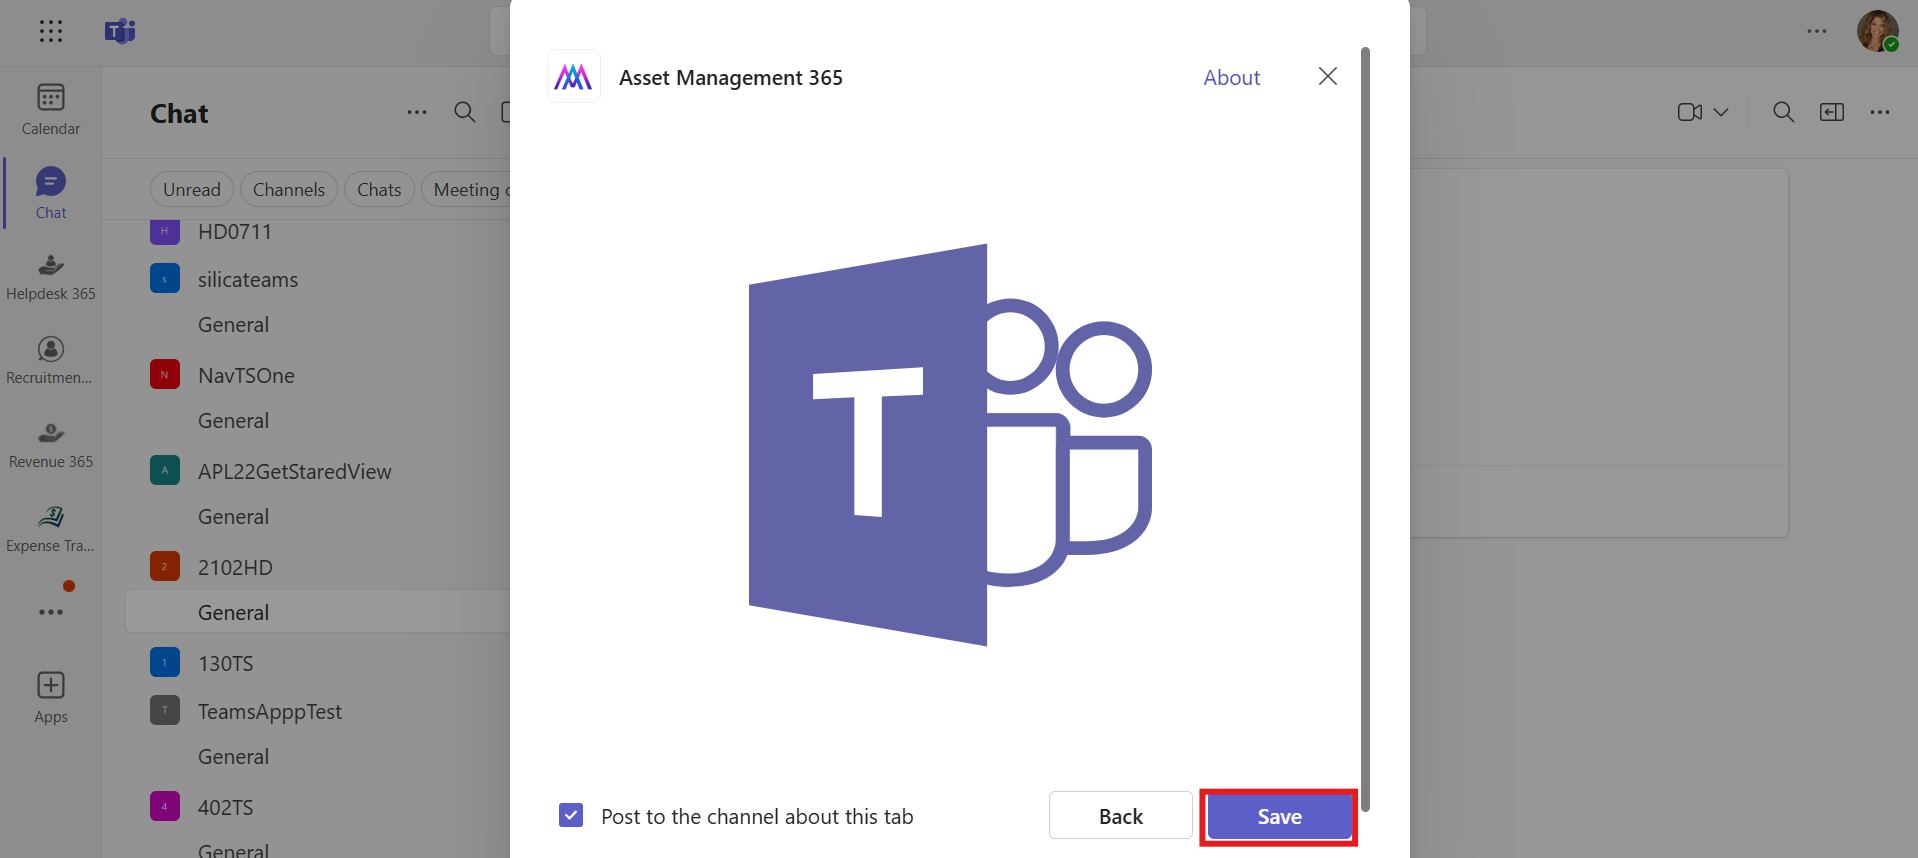 T
Calendar
Chat
Helpdesk 365
Recruitmen...
Revenue 365
Expense Tra...
Apps
Chat
Unread
Channels
Chats
Meeting c
H
HD0711
s
silicateams
General
N
NavTSOne
General
A
APL22GetStaredView
General
2
2102HD
General
1
130TS
T
TeamsApppTest
General
4
402TS
General
Asset Management 365
About
T
Post to the channel about this tab
Back
Save